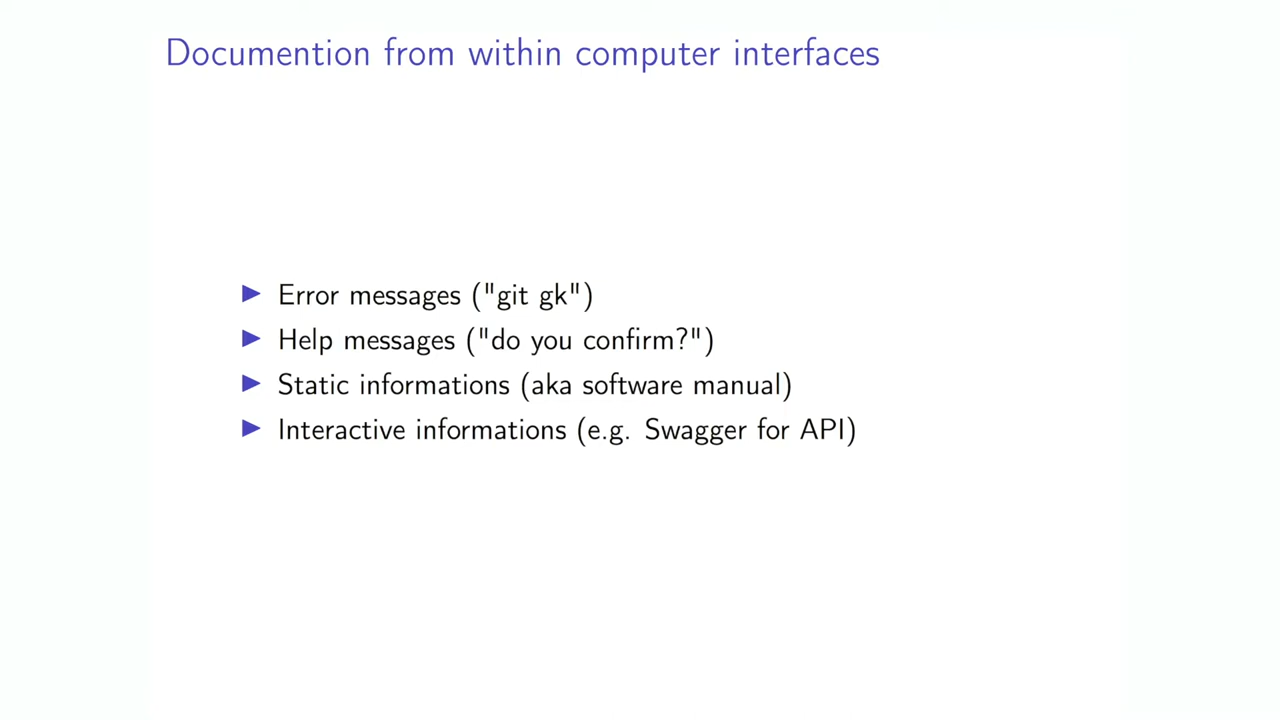 Documention from within computer interfaces
▶ Error messages ("git gk")
▶ Help messages ("do you confirm?")
▶ Static informations (aka software manual)
▶ Interactive informations (e.g. Swagger for API)